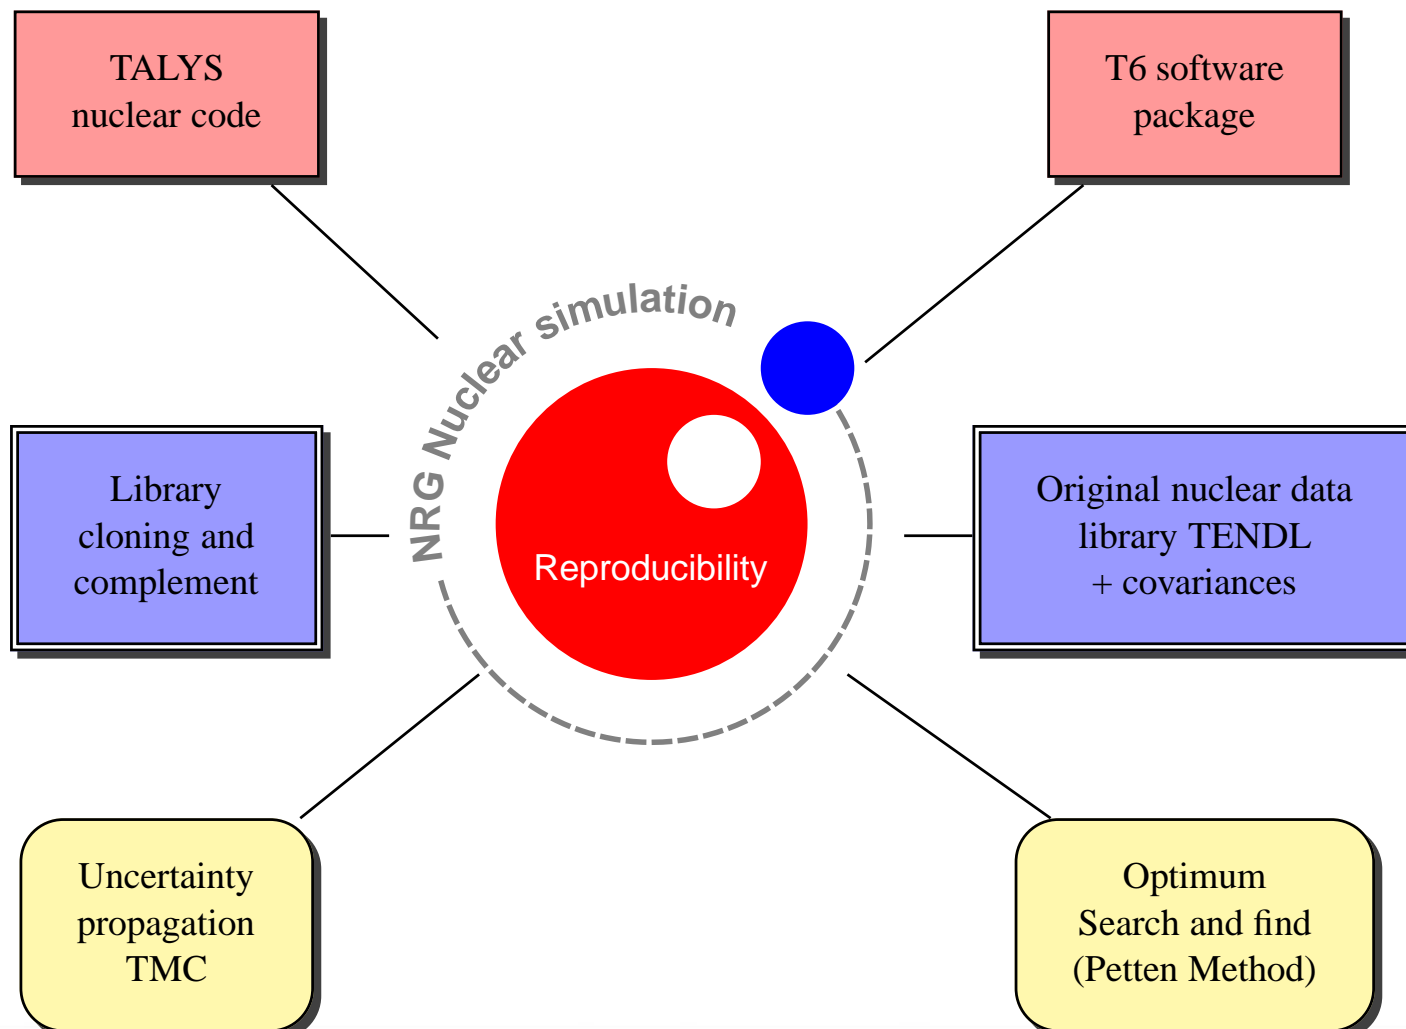 TALYS
nuclear code
T6 software
package
NRG Nuclear simulation
Library
cloning and
complement
Reproducibility
Original nuclear data
library TENDL
+ covariances
Uncertainty
propagation
TMC
Optimum
Search and find
(Petten Method)